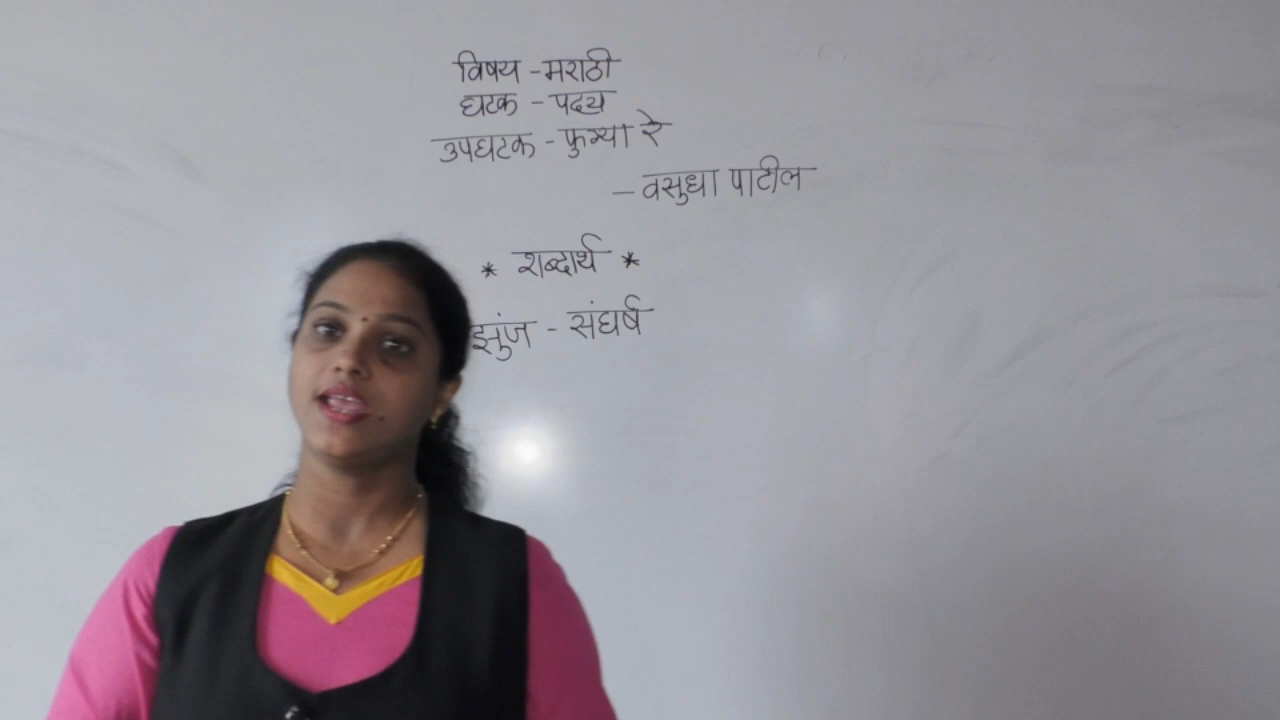 विषय - मराठी
घटक - पदय
उपघटक - फुग्या रे
- वसुधा पाटील
* शब्दार्थ *
झुंज - संघर्ष